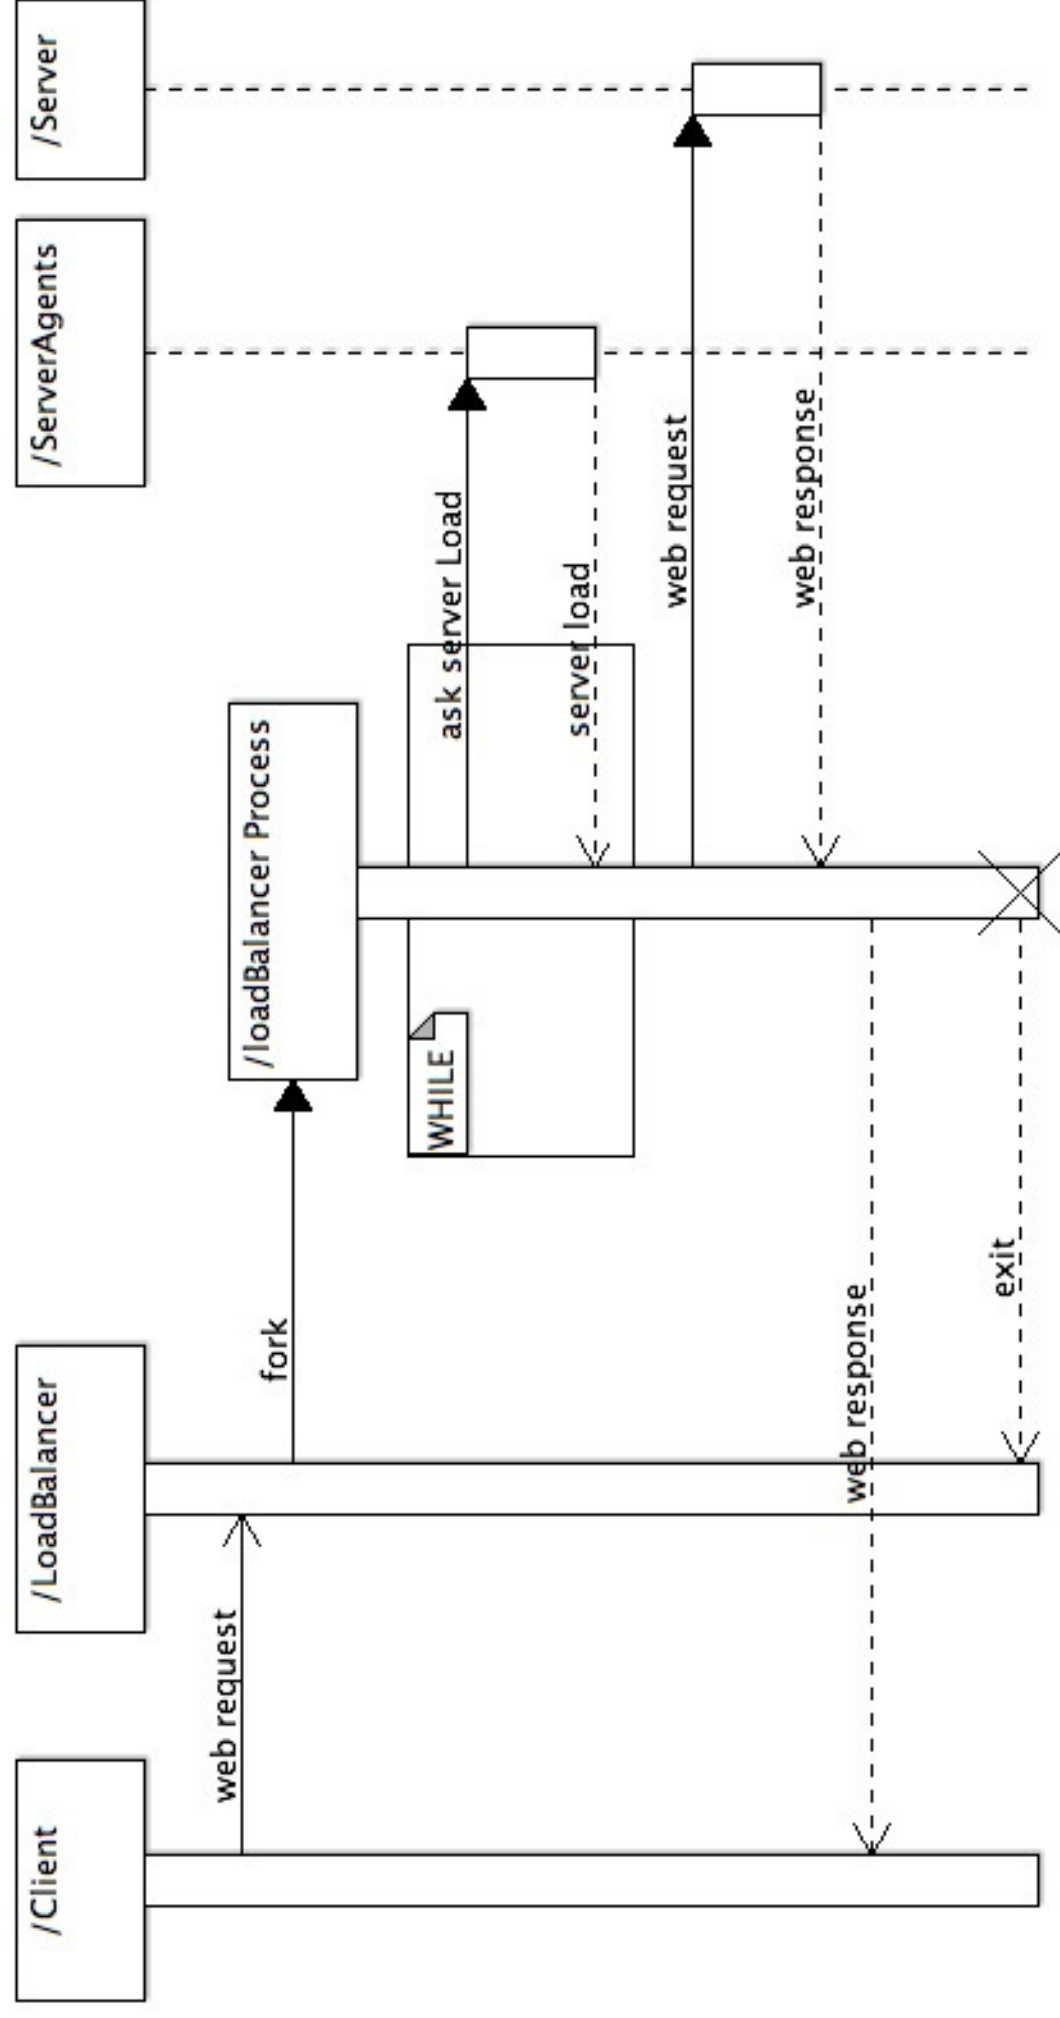 /Client
/LoadBalancer
/ServerAgents
/Server
web request
fork
/loadBalancer Process
WHILE
ask server Load
server load
web request
web response
web response
exit